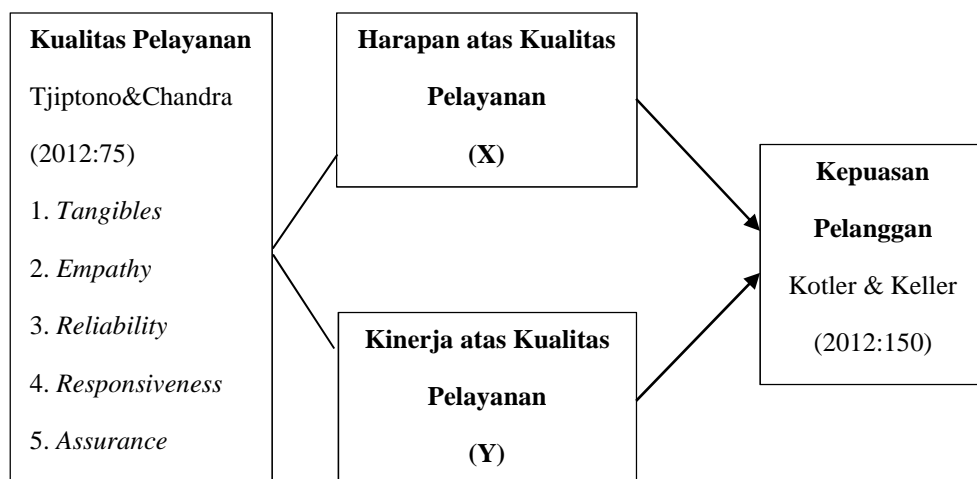 Kualitas Pelayanan
Tjiptono&Chandra
(2012:75)
1. Tangibles
2. Empathy
3. Reliability
4. Responsiveness
5. Assurance
Harapan atas Kualitas
Pelayanan
(X)
Kinerja atas Kualitas
Pelayanan
(Y)
Kepuasan
Pelanggan
Kotler & Keller
(2012:150)